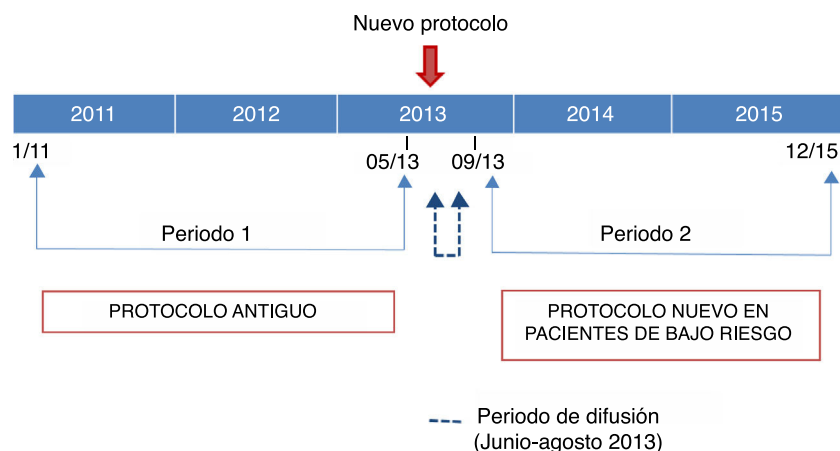 Nuevo protocolo
2011 2012 2013 2014 2015
1/11 05/13 09/13 12/15
Periodo 1 Periodo 2
PROTOCOLO ANTIGUO
PROTOCOLO NUEVO EN
PACIENTES DE BAJO RIESGO
Periodo de difusión
(Junio-agosto 2013)